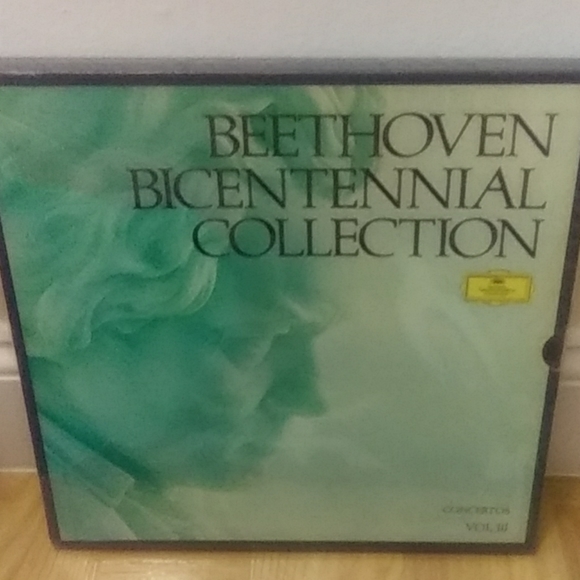 BEETHOVEN
BICENTENNIAL
COLLECTION
CONCERTOS
VOL. III